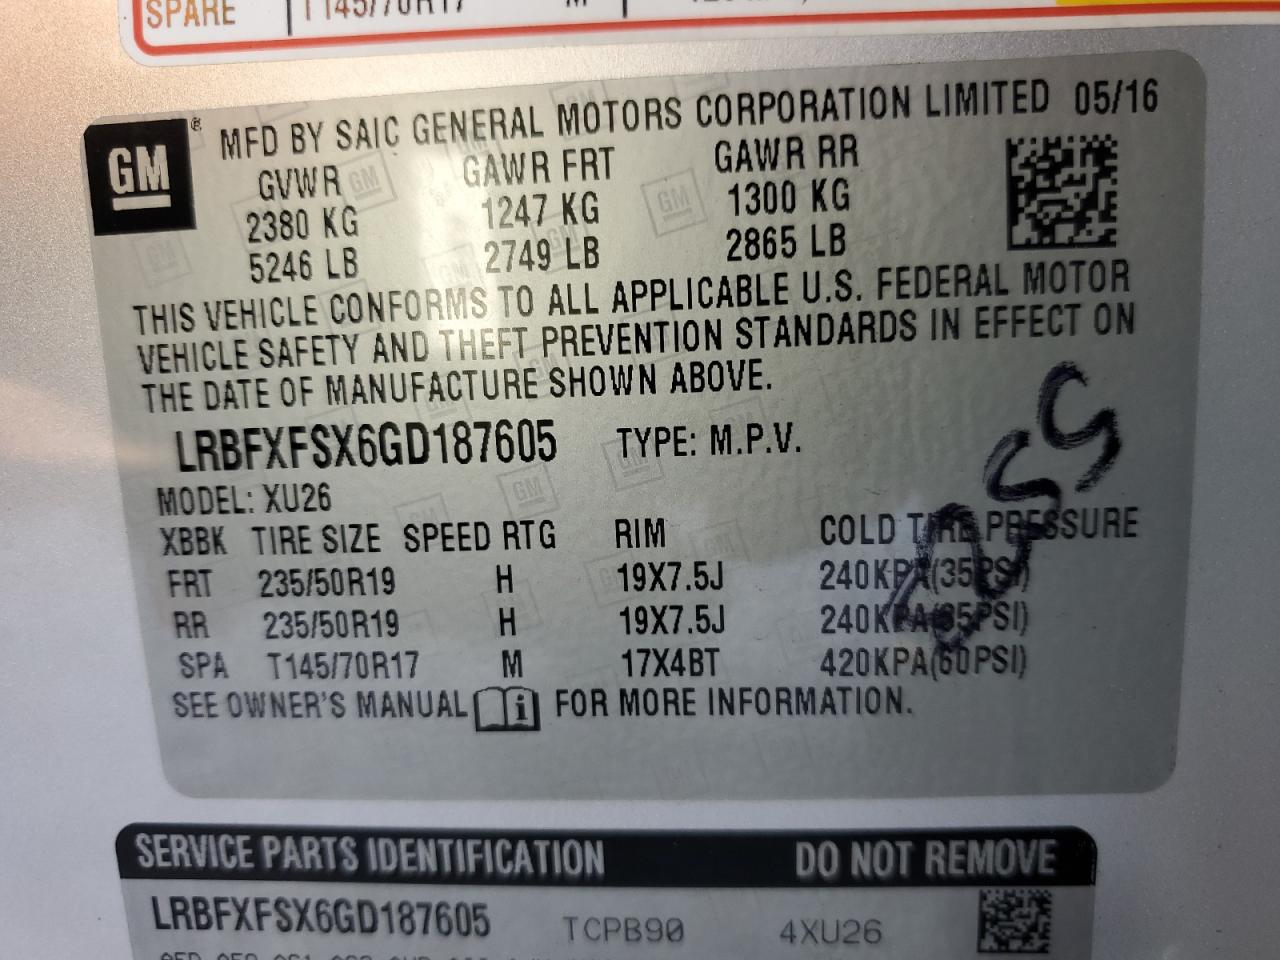 SPARE T145/70R17 M
GM ® MFD BY SAIC GENERAL MOTORS CORPORATION LIMITED 05/16
GVWR GAWR FRT GAWR RR
2380 KG 1247 KG 1300 KG
5246 LB 2749 LB 2865 LB
THIS VEHICLE CONFORMS TO ALL APPLICABLE U.S. FEDERAL MOTOR
VEHICLE SAFETY AND THEFT PREVENTION STANDARDS IN EFFECT ON
THE DATE OF MANUFACTURE SHOWN ABOVE.
LRBFXFSX6GD187605 TYPE: M.P.V.
MODEL: XU26
XBBK TIRE SIZE SPEED RTG RIM COLD TIRE PRESSURE
FRT 235/50R19 H 19X7.5J 240KPA(35PSI)
RR 235/50R19 H 19X7.5J 240KPA(35PSI)
SPA T145/70R17 M 17X4BT 420KPA(60PSI)
SEE OWNER'S MANUAL i FOR MORE INFORMATION.
SERVICE PARTS IDENTIFICATION DO NOT REMOVE
LRBFXFSX6GD187605 TCPB90 4XU26